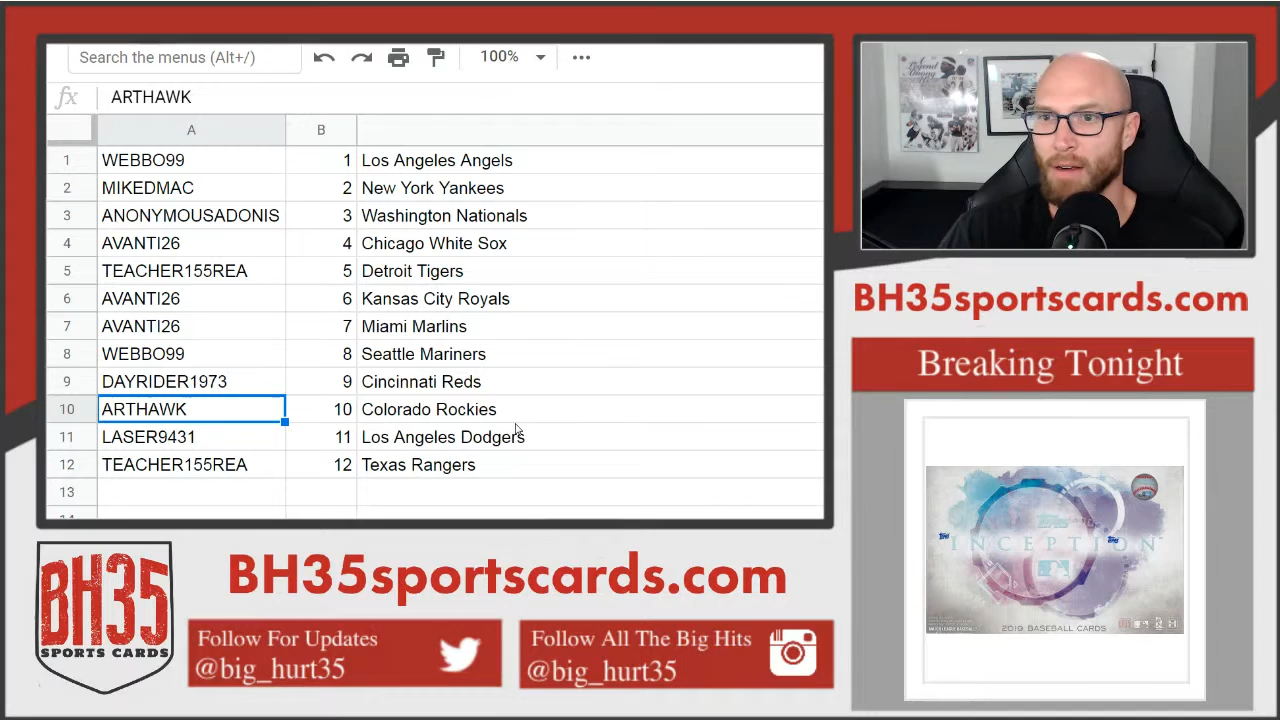 Search the menus (Alt+/)
100%
fx ARTHAWK
A B
1 WEBBO99 1 Los Angeles Angels
2 MIKEDMAC 2 New York Yankees
3 ANONYMOUSADONIS 3 Washington Nationals
4 AVANTI26 4 Chicago White Sox
5 TEACHER155REA 5 Detroit Tigers
6 AVANTI26 6 Kansas City Royals
7 AVANTI26 7 Miami Marlins
8 WEBBO99 8 Seattle Mariners
9 DAYRIDER1973 9 Cincinnati Reds
10 ARTHAWK 10 Colorado Rockies
11 LASER9431 11 Los Angeles Dodgers
12 TEACHER155REA 12 Texas Rangers
13
Legend
Among
BH35sportscards.com
Breaking Tonight
topps
INCEPTION
2019 BASEBALL CARDS
BH35
SPORTS CARDS
BH35sportscards.com
Follow For Updates
@big_hurt35
Follow All The Big Hits
@big_hurt35